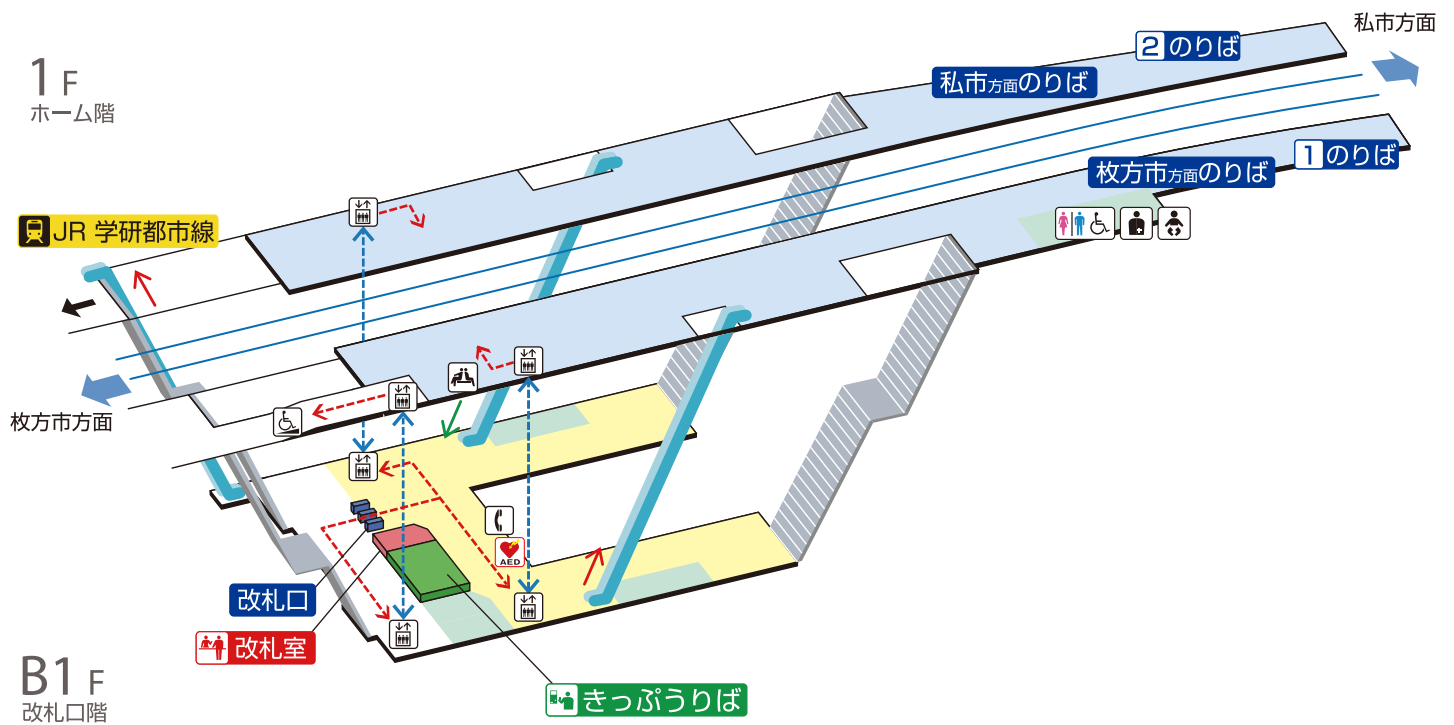 私市方面
2 のりば
私市方面のりば
1 F
ホーム階
1 のりば
枚方市方面のりば
JR 学研都市線
枚方市方面
AED
改札口
改札室
B1 F
改札口階
きっぷうりば